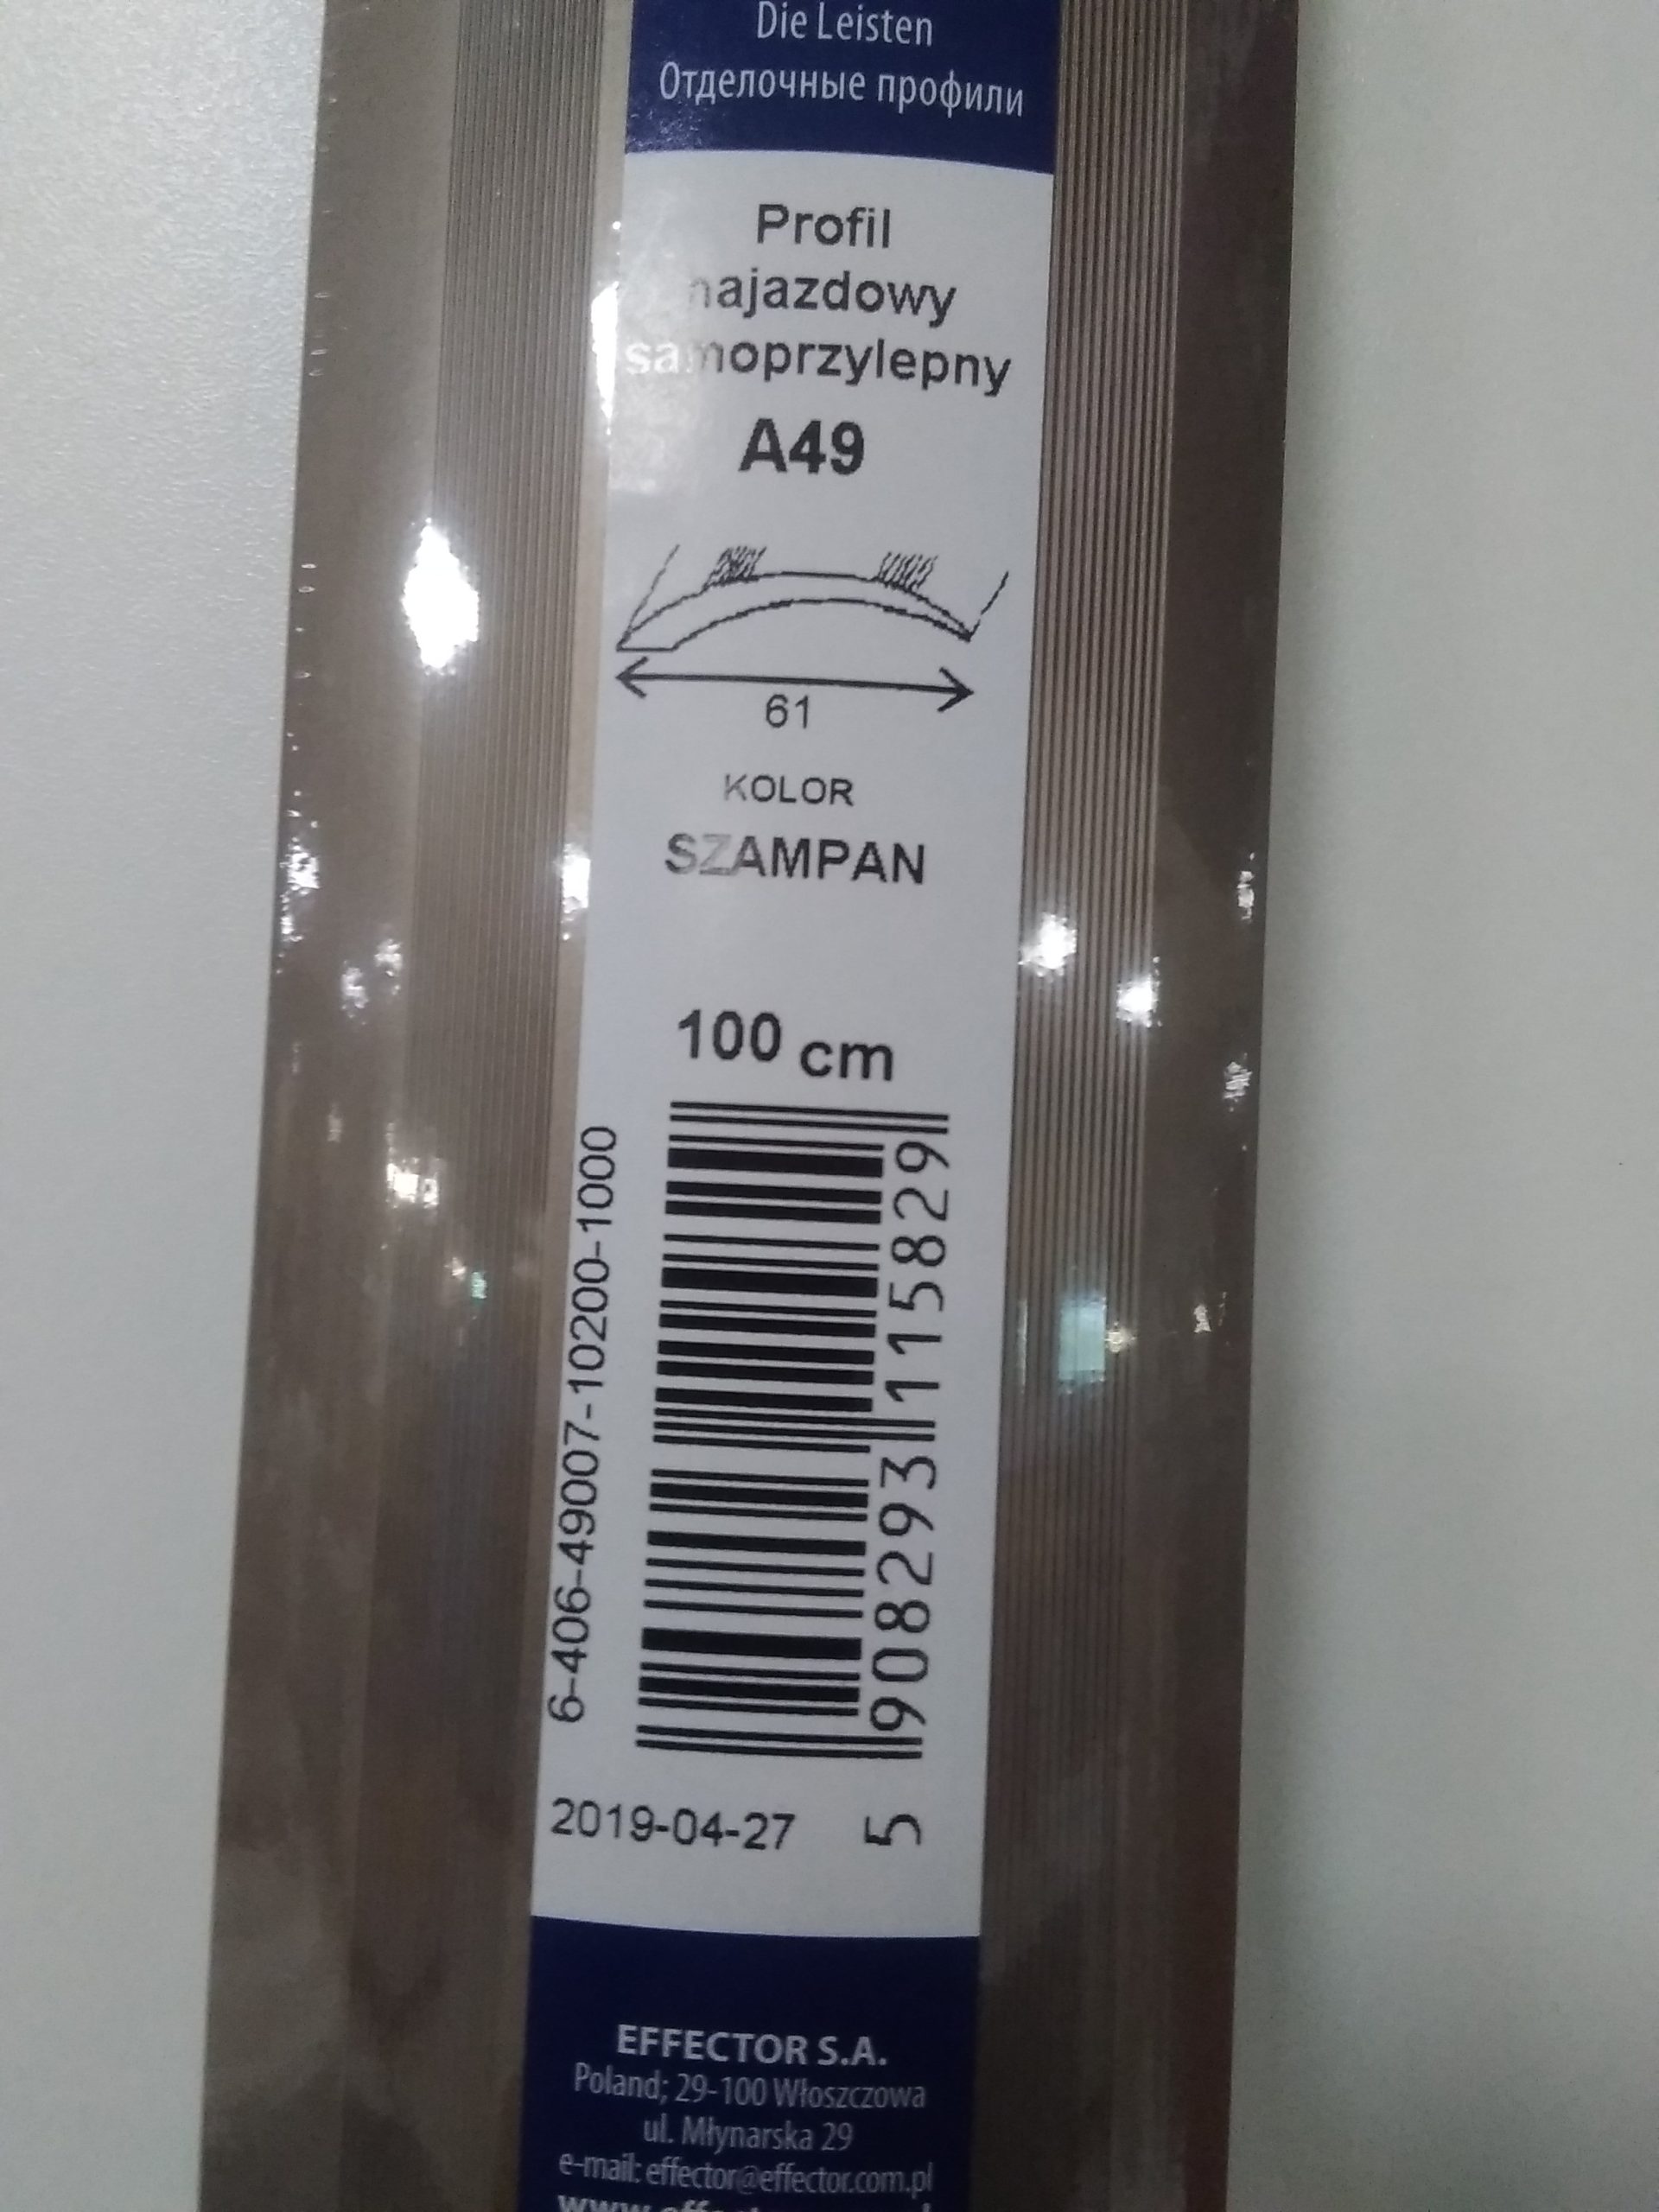 Die Leisten
Отделочные профили
Profil
najazdowy
samoprzylepny
A49
61
KOLOR
SZAMPAN
100 cm
6-406-49007-10200-1000
5 908293 115829
2019-04-27
EFFECTOR S.A.
Poland; 29-100 Włoszczowa
ul. Młynarska 29
e-mail: effector@effector.com.pl